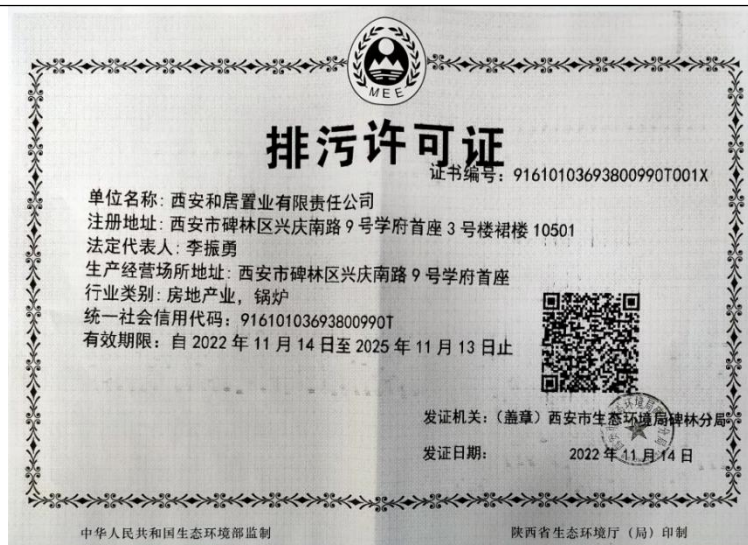 MEE
排污许可证
证书编号：91610103693800990T001X
单位名称：西安和居置业有限责任公司
注册地址：西安市碑林区兴庆南路9号学府首座3号楼裙楼10501
法定代表人：李振勇
生产经营场所地址：西安市碑林区兴庆南路9号学府首座
行业类别：房地产业，锅炉
统一社会信用代码：91610103693800990T
有效期限：自2022年11月14日至2025年11月13日止
发证机关：（盖章）西安市生态环境局碑林分局
发证日期： 2022年11月14日
中华人民共和国生态环境部监制
陕西省生态环境厅（局）印制